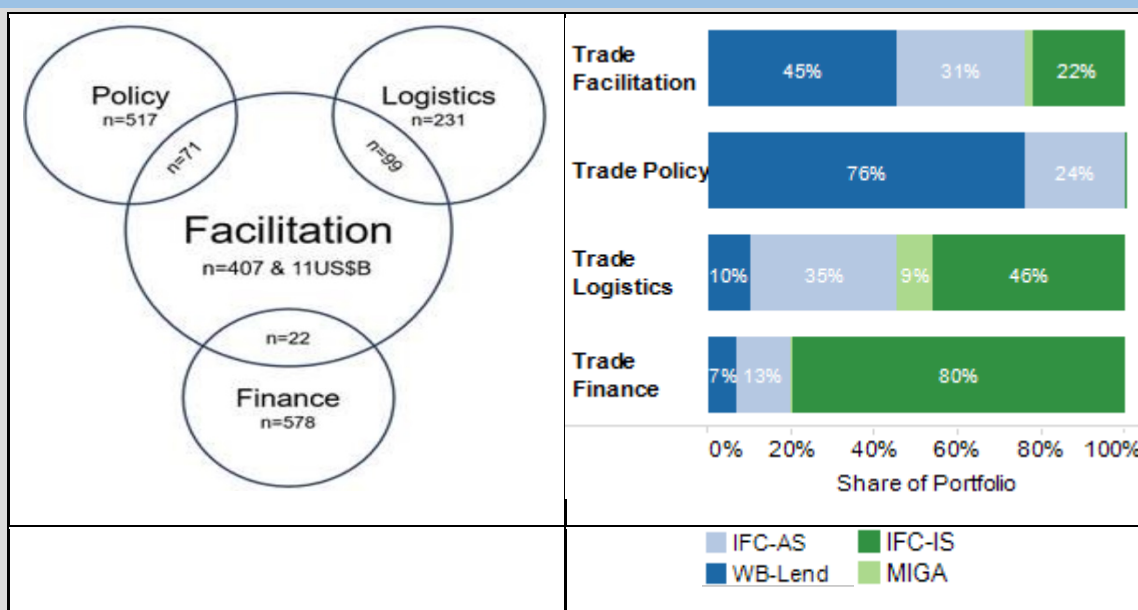 Policy
n=517
Logistics
n=231
n=71
n=99
Facilitation
n=407 & 11US$B
n=22
Finance
n=578
Trade
Facilitation
45%
31%
22%
Trade Policy
76%
24%
Trade
Logistics
10%
35%
9%
46%
Trade
Finance
7%
13%
80%
0%
20%
40%
60%
80%
100%
Share of Portfolio
IFC-AS
IFC-IS
WB-Lend
MIGA